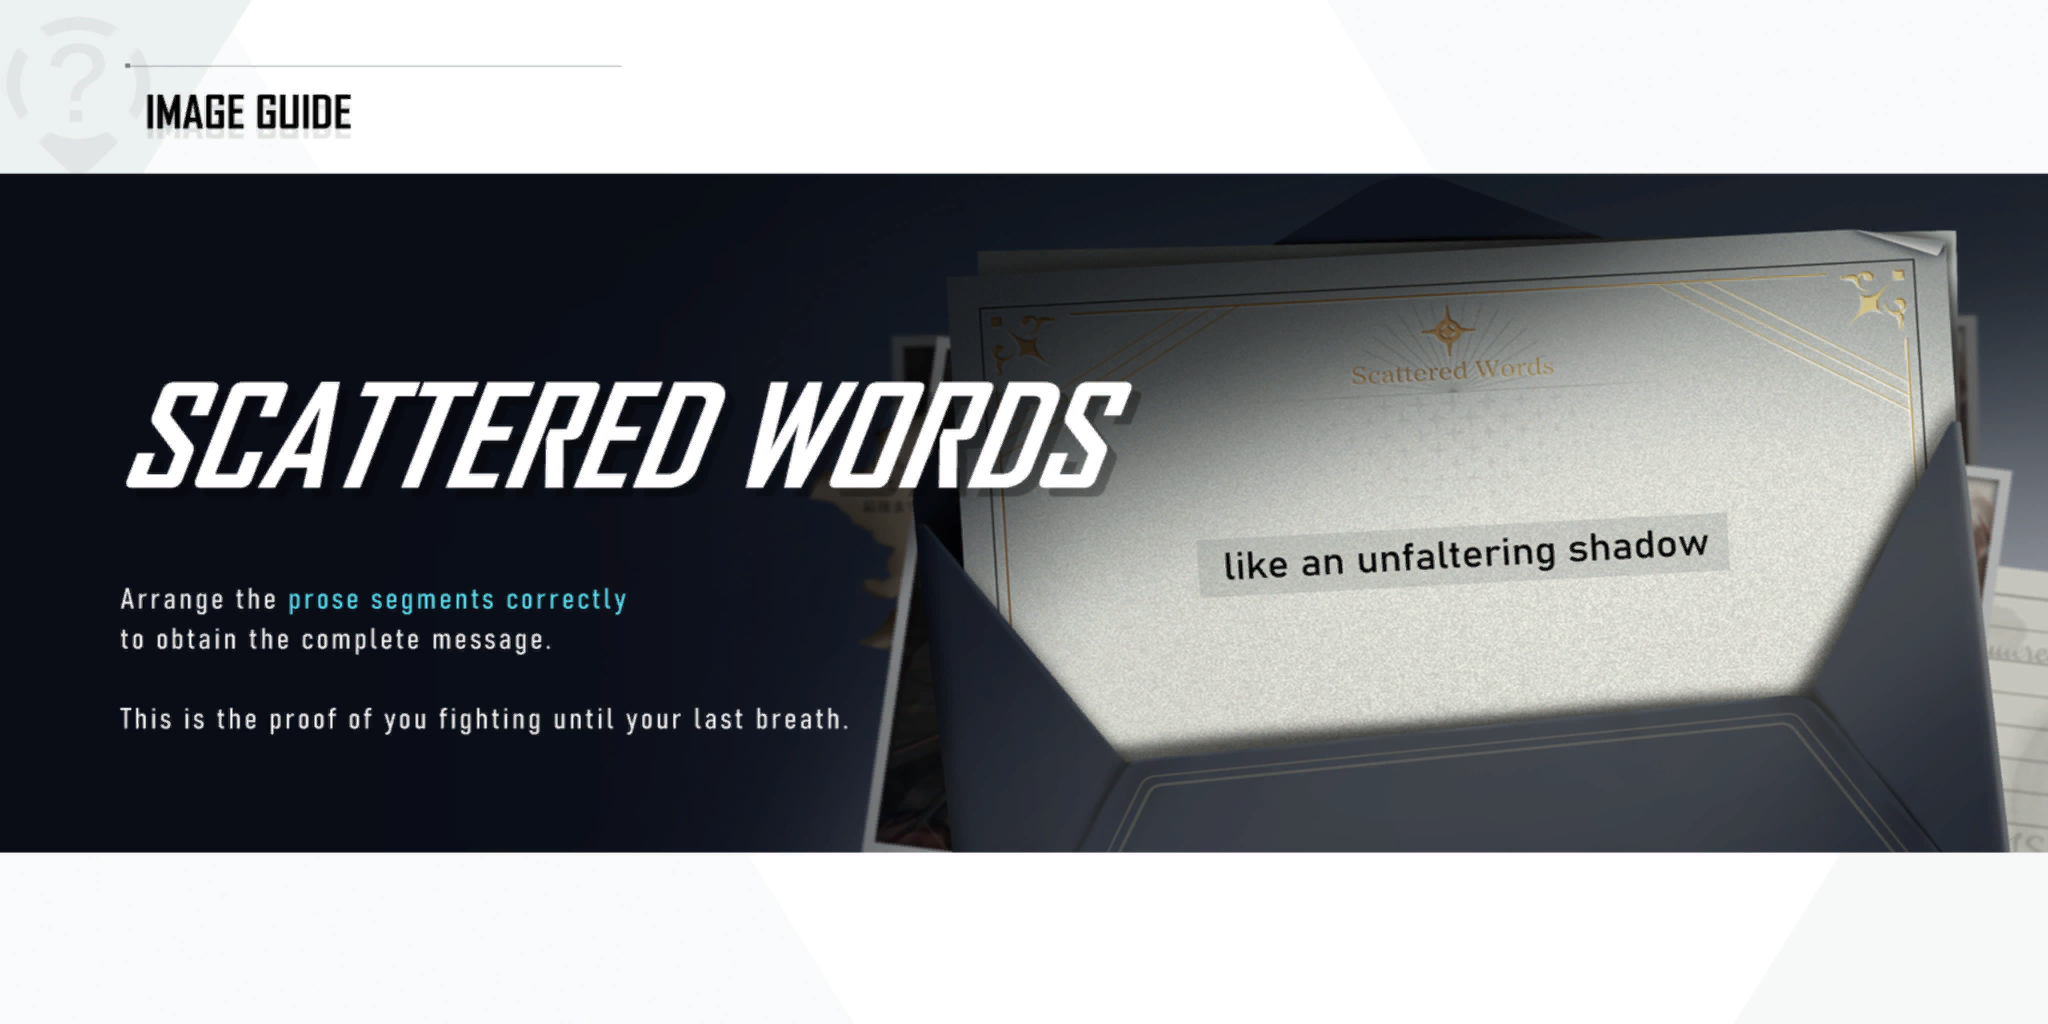 IMAGE GUIDE
SCATTERED WORDS
Arrange the prose segments correctly
to obtain the complete message.
This is the proof of you fighting until your last breath.
Scattered Words
like an unfaltering shadow